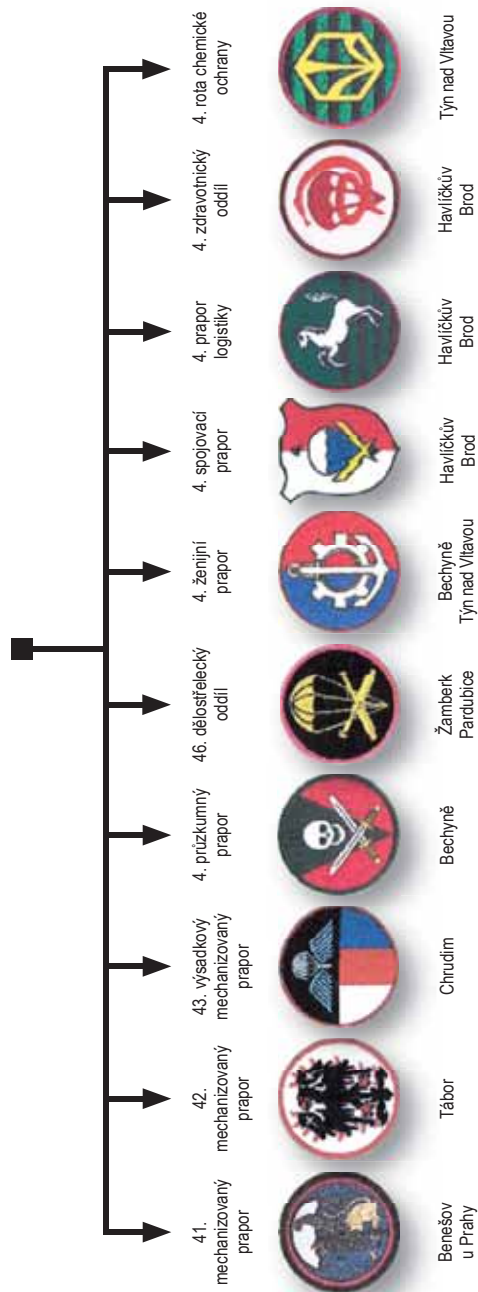 41.
mechanizovaný
prapor
42.
mechanizovaný
prapor
43. výsadkový
mechanizovaný
prapor
4. průzkumný
prapor
46. dělostřelecký
oddíl
4. ženijní
prapor
4. spojovací
prapor
4. prapor
logistiky
4. zdravotnický
oddíl
4. rota chemické
ochrany
Benešov
u Prahy
Tábor
Chrudim
Bechyně
Žamberk
Pardubice
Bechyně
Týn nad Vltavou
Havlíčkův
Brod
Havlíčkův
Brod
Havlíčkův
Brod
Týn nad Vltavou